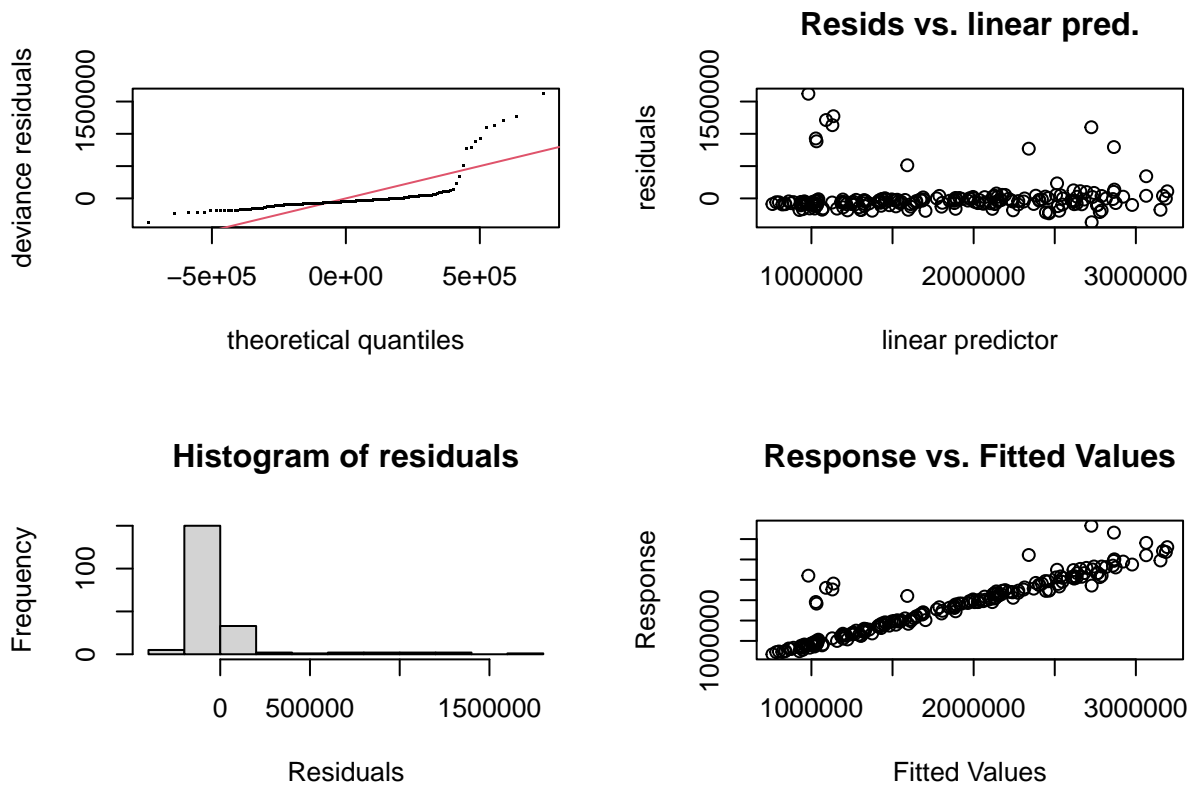 deviance residuals
0
1500000
−5e+05
0e+00
5e+05
theoretical quantiles
Resids vs. linear pred.
residuals
0
1500000
1000000
2000000
3000000
linear predictor
Histogram of residuals
Frequency
0
100
0
500000
1500000
Residuals
Response vs. Fitted Values
Response
1000000
1000000
2000000
3000000
Fitted Values